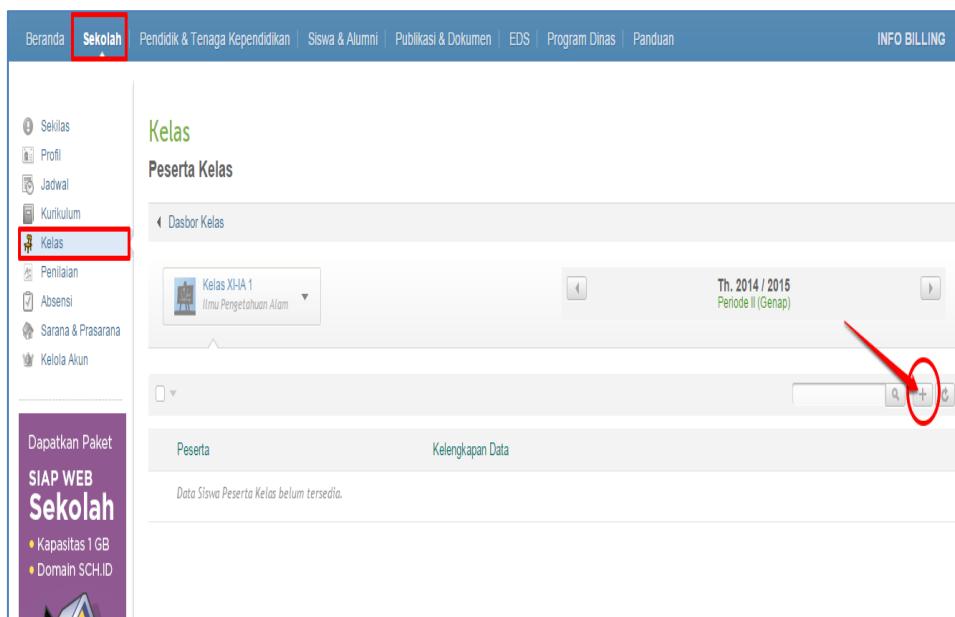 Beranda Sekolah Pendidik & Tenaga Kependidikan Siswa & Alumni Publikasi & Dokumen EDS Program Dinas Panduan INFO BILLING
Sekilas
Profil
Jadwal
Kurikulum
Kelas
Penilaian
Absensi
Sarana & Prasarana
Kelola Akun
Dapatkan Paket
SIAP WEB
Sekolah
• Kapasitas 1 GB
• Domain SCH.ID
Kelas
Peserta Kelas
Dasbor Kelas
Kelas XI-IA 1
Ilmu Pengetahuan Alam
Th. 2014 / 2015
Periode II (Genap)
Peserta Kelengkapan Data
Data Siswa Peserta Kelas belum tersedia.